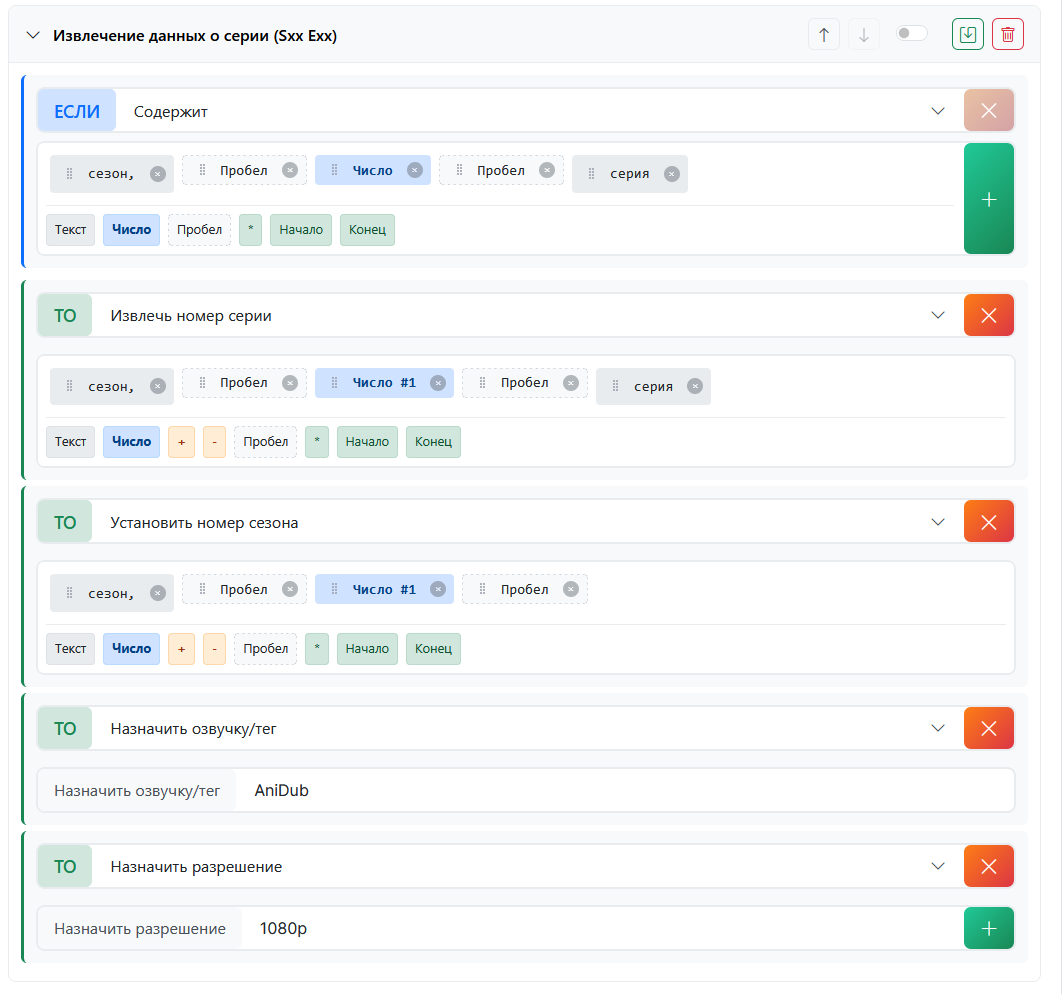 Извлечение данных о серии (Sxx Exx)
ЕСЛИ Содержит
сезон, Пробел Число Пробел серия
Текст Число Пробел * Начало Конец
ТО Извлечь номер серии
сезон, Пробел Число #1 Пробел серия
Текст Число + - Пробел * Начало Конец
ТО Установить номер сезона
сезон, Пробел Число #1 Пробел
Текст Число + - Пробел * Начало Конец
ТО Назначить озвучку/тег
Назначить озвучку/тег AniDub
ТО Назначить разрешение
Назначить разрешение 1080p